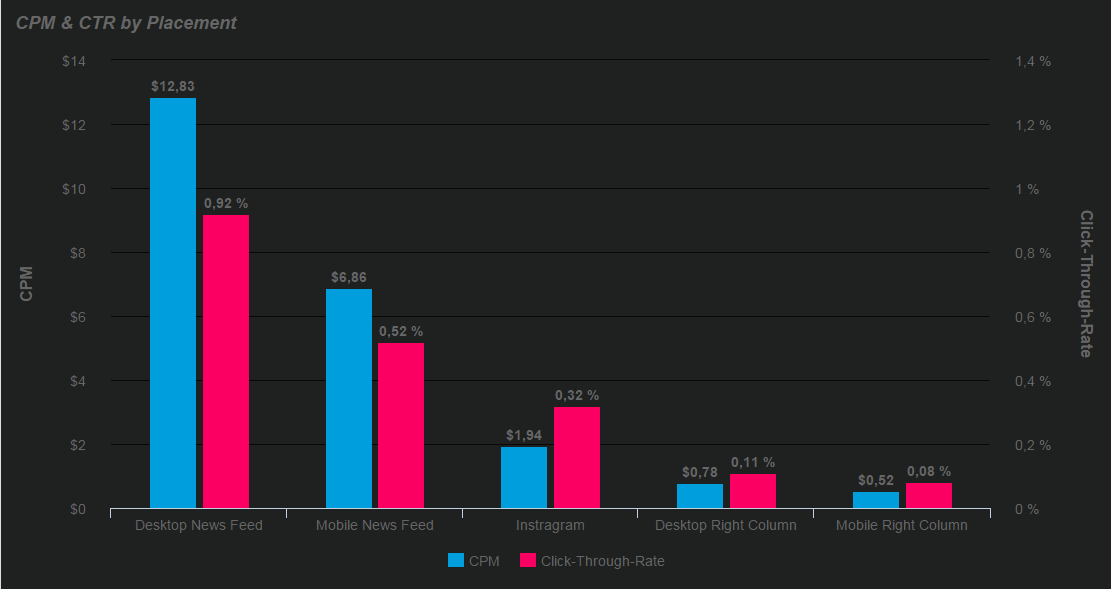 CPM & CTR by Placement
$14
1,4 %
$12,83
$12
1,2 %
$10
1 %
0,92 %
$8
0,8 %
$6,86
CPM
Click-Through-Rate
$6
0,6 %
0,52 %
$4
0,4 %
0,32 %
$1,94
$2
0,2 %
$0,78
0,11 %
$0,52
0,08 %
$0
0 %
Desktop News Feed
Mobile News Feed
Instragram
Desktop Right Column
Mobile Right Column
CPM
Click-Through-Rate